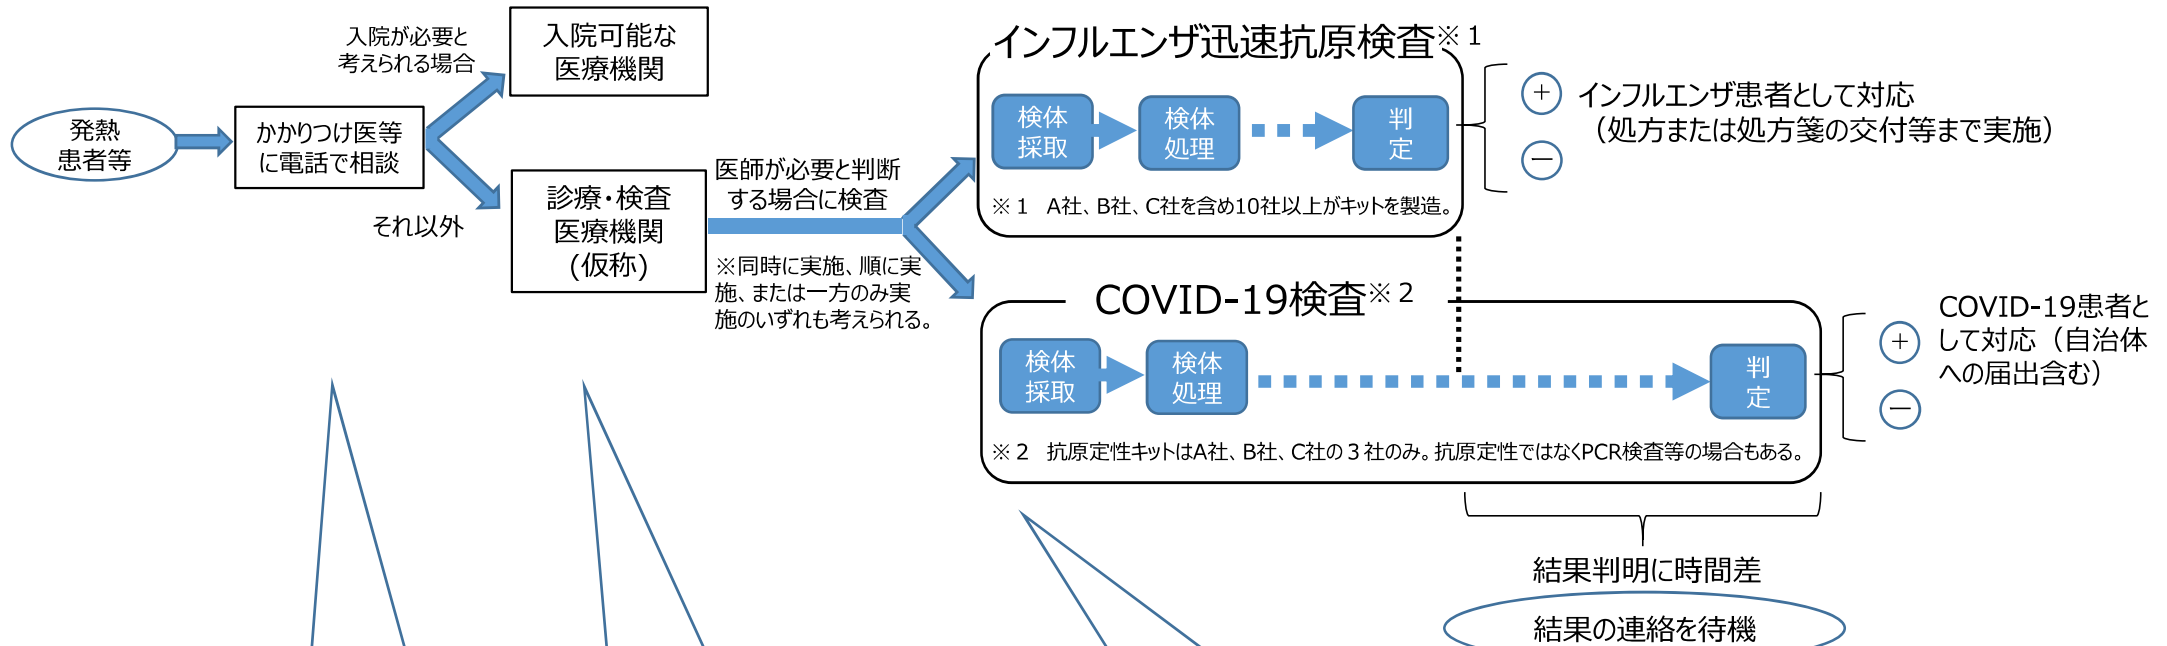 発熱
患者等
かかりつけ医等
に電話で相談
入院が必要と
考えられる場合
入院可能な
医療機関
それ以外
診療・検査
医療機関
(仮称)
医師が必要と判断
する場合に検査
※同時に実施、順に実
施、または一方のみ実
施のいずれも考えられる。
インフルエンザ迅速抗原検査※1
検体
採取
検体
処理
判
定
※1 A社、B社、C社を含め10社以上がキットを製造。
+
インフルエンザ患者として対応
(処方または処方箋の交付等まで実施)
−
COVID-19検査※2
検体
採取
検体
処理
判
定
※2 抗原定性キットはA社、B社、C社の3社のみ。抗原定性ではなくPCR検査等の場合もある。
+
COVID-19患者と
して対応(自治体
への届出含む)
−
結果判明に時間差
結果の連絡を待機